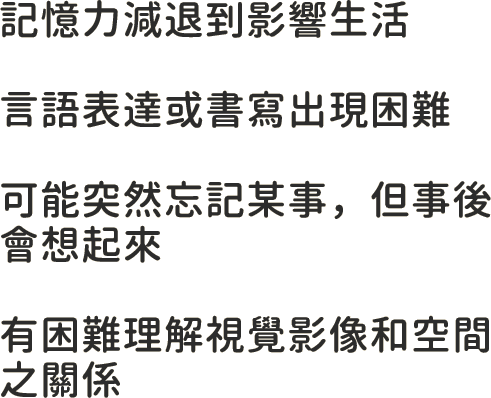 記憶力減退到影響生活
言語表達或書寫出現困難
可能突然忘記某事，但事後
會想起來
有困難理解視覺影像和空間
之關係